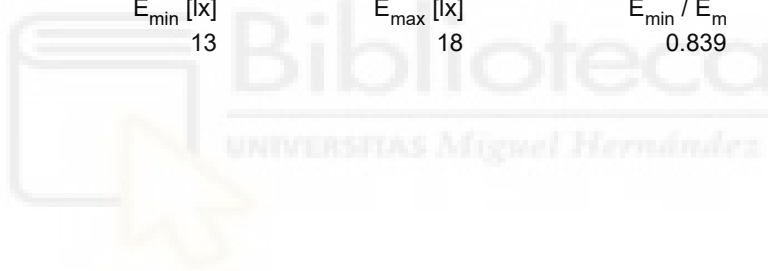 E_min [lx] E_max [lx] E_min / E_m
13 18 0.839
Biblioteca
UNIVERSITAS Miguel Hernández